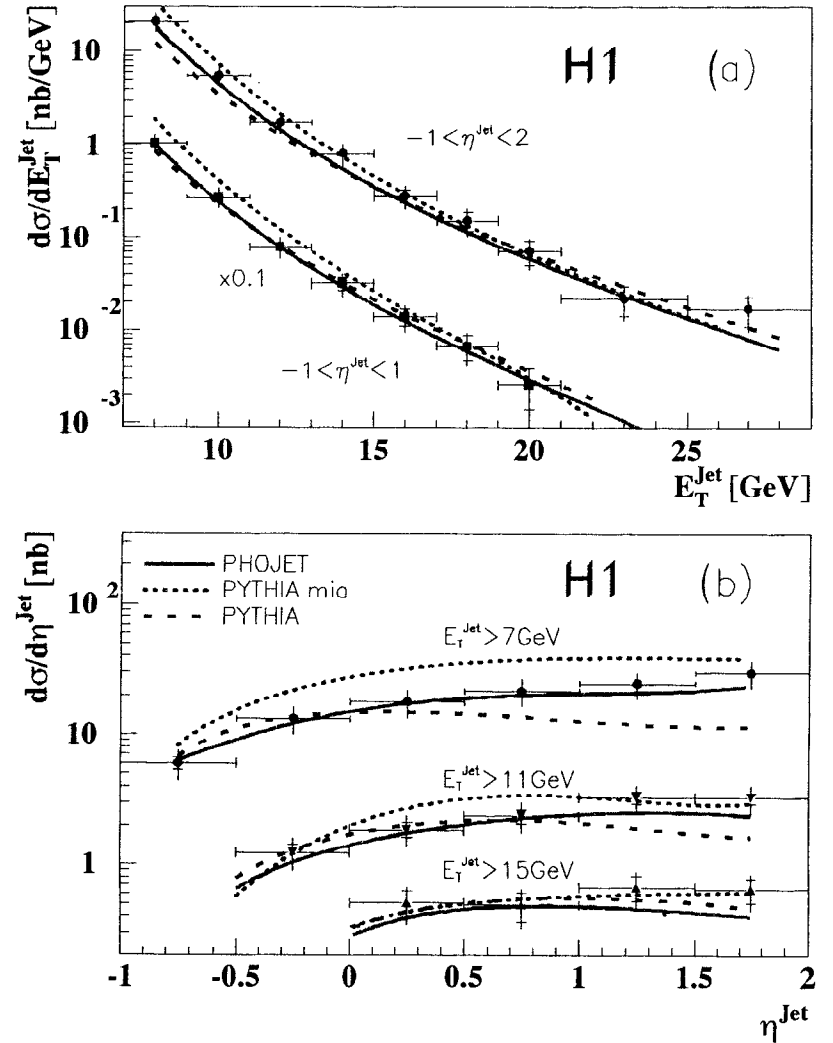 H1 (a)
dσ/dE_T^Jet [nb/GeV]
10
1
10^-1
10^-2
10^-3
-1<η^Jet<2
x0.1
-1<η^Jet<1
10 15 20 25
E_T^Jet [GeV]
H1 (b)
dσ/dη^Jet [nb]
PHOJET
PYTHIA mia
PYTHIA
10^2
10
1
E_T^Jet>7GeV
E_T^Jet>11GeV
E_T^Jet>15GeV
-1 -0.5 0 0.5 1 1.5 2
η^Jet